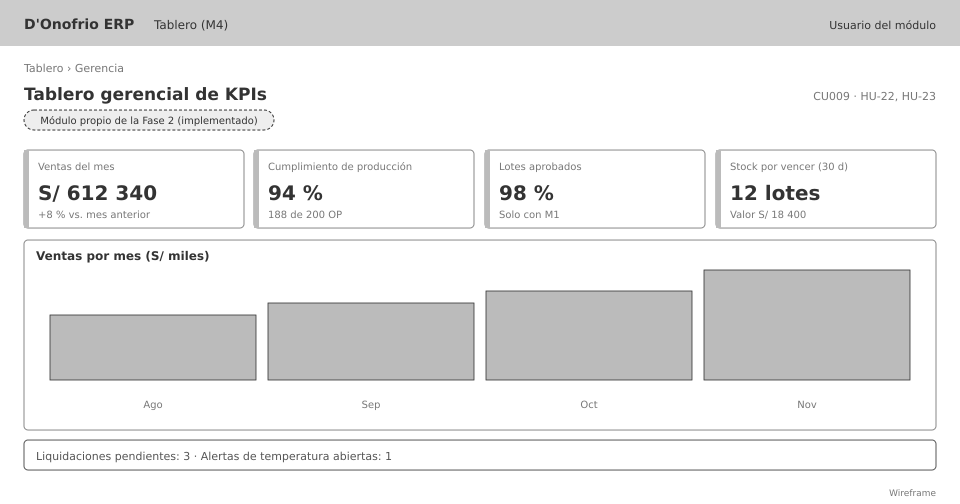 D'Onofrio ERP Tablero (M4) Usuario del módulo
Tablero › Gerencia
Tablero gerencial de KPIs CU009 · HU-22, HU-23
Módulo propio de la Fase 2 (implementado)
Ventas del mes
S/ 612 340
+8 % vs. mes anterior
Cumplimiento de producción
94 %
188 de 200 OP
Lotes aprobados
98 %
Solo con M1
Stock por vencer (30 d)
12 lotes
Valor S/ 18 400
Ventas por mes (S/ miles)
Ago Sep Oct Nov
Liquidaciones pendientes: 3 · Alertas de temperatura abiertas: 1
Wireframe